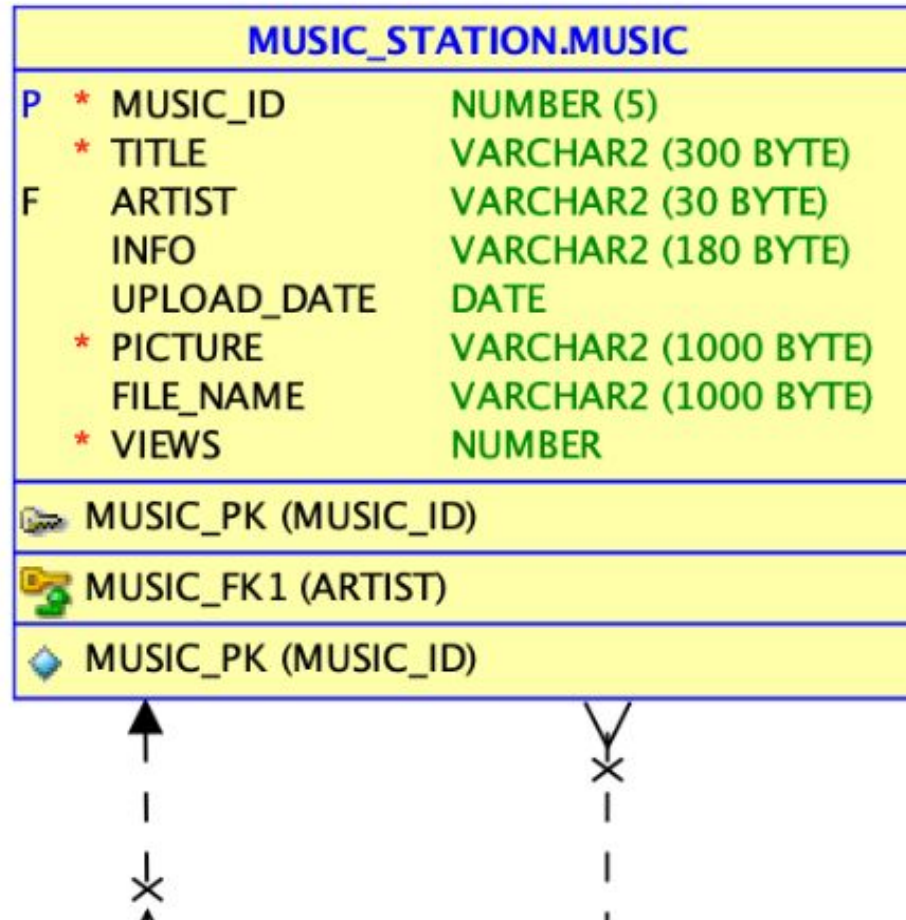 MUSIC_STATION.MUSIC
P * MUSIC_ID NUMBER (5)
* TITLE VARCHAR2 (300 BYTE)
F ARTIST VARCHAR2 (30 BYTE)
INFO VARCHAR2 (180 BYTE)
UPLOAD_DATE DATE
* PICTURE VARCHAR2 (1000 BYTE)
FILE_NAME VARCHAR2 (1000 BYTE)
* VIEWS NUMBER
MUSIC_PK (MUSIC_ID)
MUSIC_FK1 (ARTIST)
MUSIC_PK (MUSIC_ID)